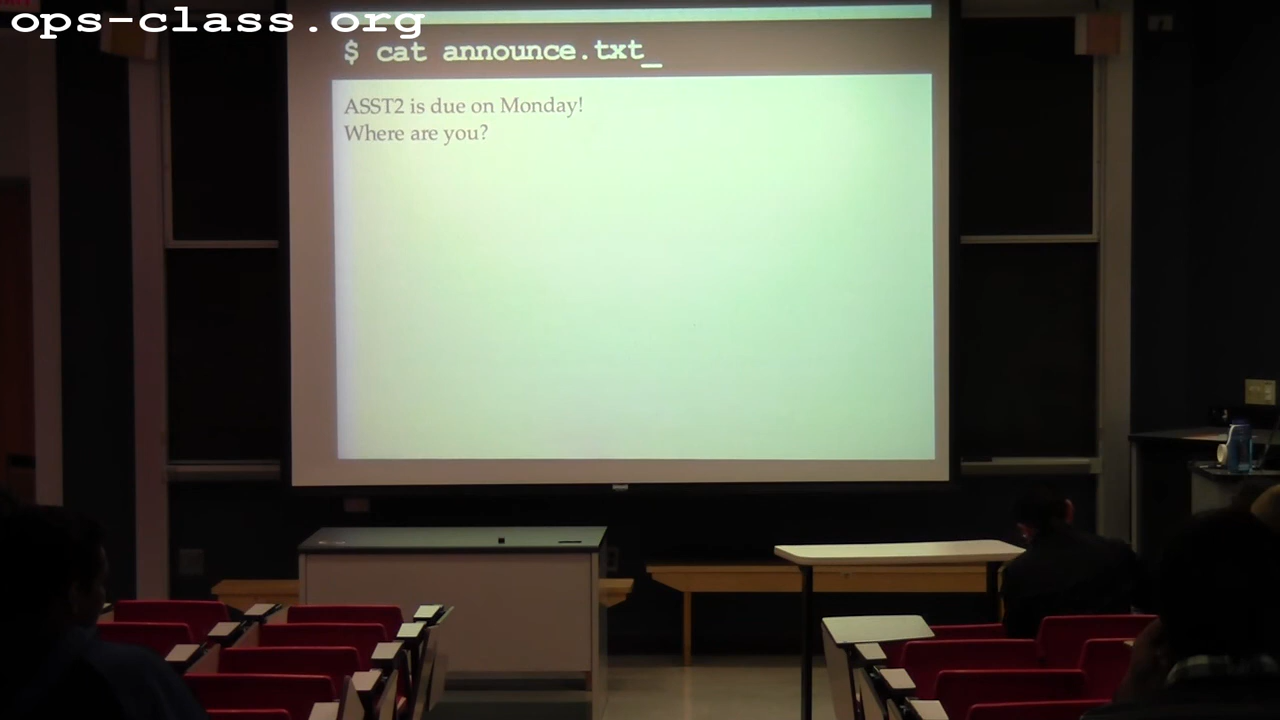 ops-class.org
$ cat announce.txt_
ASST2 is due on Monday!
Where are you?